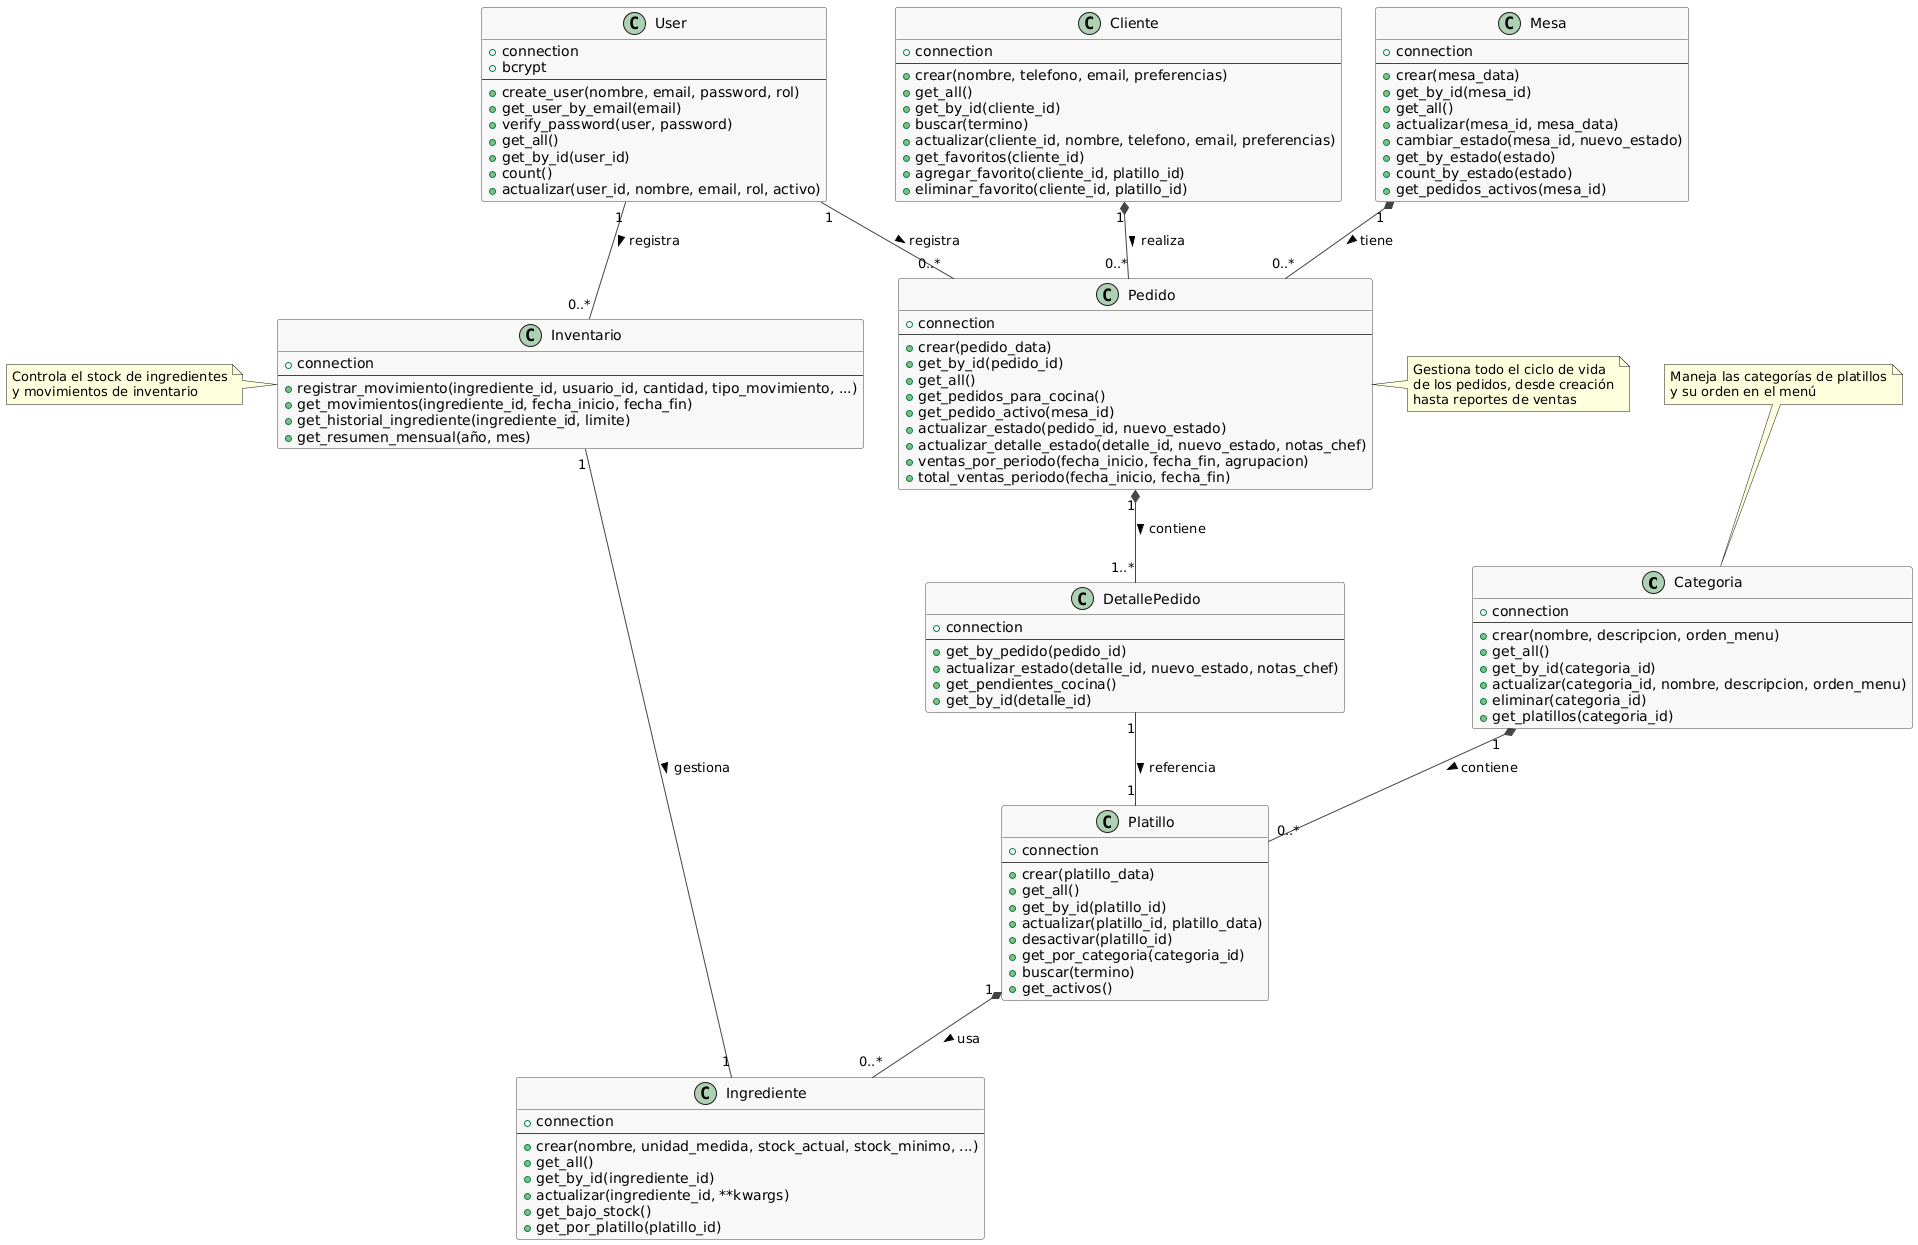 C User
connection
bcrypt
create_user(nombre, email, password, rol)
get_user_by_email(email)
verify_password(user, password)
get_all()
get_by_id(user_id)
count()
actualizar(user_id, nombre, email, rol, activo)
C Cliente
connection
crear(nombre, telefono, email, preferencias)
get_all()
get_by_id(cliente_id)
buscar(termino)
actualizar(cliente_id, nombre, telefono, email, preferencias)
get_favoritos(cliente_id)
agregar_favorito(cliente_id, platillo_id)
eliminar_favorito(cliente_id, platillo_id)
C Mesa
connection
crear(mesa_data)
get_by_id(mesa_id)
get_all()
actualizar(mesa_id, mesa_data)
cambiar_estado(mesa_id, nuevo_estado)
get_by_estado(estado)
count_by_estado(estado)
get_pedidos_activos(mesa_id)
1
registra
0..*
1
registra
0..*
1
realiza
0..*
1
tiene
0..*
Controla el stock de ingredientes
y movimientos de inventario
C Inventario
connection
registrar_movimiento(ingrediente_id, usuario_id, cantidad, tipo_movimiento, ...)
get_movimientos(ingrediente_id, fecha_inicio, fecha_fin)
get_historial_ingrediente(ingrediente_id, limite)
get_resumen_mensual(año, mes)
C Pedido
connection
crear(pedido_data)
get_by_id(pedido_id)
get_all()
get_pedidos_para_cocina()
get_pedido_activo(mesa_id)
actualizar_estado(pedido_id, nuevo_estado)
actualizar_detalle_estado(detalle_id, nuevo_estado, notas_chef)
ventas_por_periodo(fecha_inicio, fecha_fin, agrupacion)
total_ventas_periodo(fecha_inicio, fecha_fin)
Gestiona todo el ciclo de vida
de los pedidos, desde creación
hasta reportes de ventas
Maneja las categorías de platillos
y su orden en el menú
1
contiene
1..*
C DetallePedido
connection
get_by_pedido(pedido_id)
actualizar_estado(detalle_id, nuevo_estado, notas_chef)
get_pendientes_cocina()
get_by_id(detalle_id)
C Categoria
connection
crear(nombre, descripcion, orden_menu)
get_all()
get_by_id(categoria_id)
actualizar(categoria_id, nombre, descripcion, orden_menu)
eliminar(categoria_id)
get_platillos(categoria_id)
1
gestiona
1
1
referencia
1
1
contiene
0..*
C Platillo
connection
crear(platillo_data)
get_all()
get_by_id(platillo_id)
actualizar(platillo_id, platillo_data)
desactivar(platillo_id)
get_por_categoria(categoria_id)
buscar(termino)
get_activos()
1
usa
0..*
C Ingrediente
connection
crear(nombre, unidad_medida, stock_actual, stock_minimo, ...)
get_all()
get_by_id(ingrediente_id)
actualizar(ingrediente_id, **kwargs)
get_bajo_stock()
get_por_platillo(platillo_id)